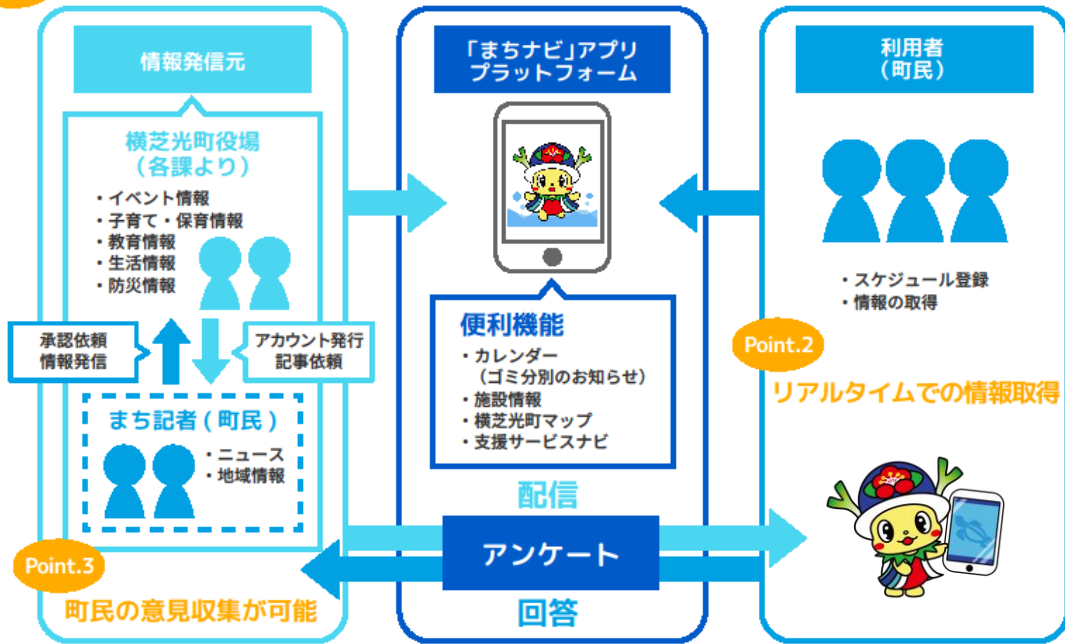 情報発信元
横芝光町役場
(各課より)
・イベント情報
・子育て・保育情報
・教育情報
・生活情報
・防災情報
承認依頼
情報発信
アカウント発行
記事依頼
まち記者 ( 町民 )
・ニュース
・地域情報
Point.3
町民の意見収集が可能
「まちナビ」アプリ
プラットフォーム
便利機能
・カレンダー
(ゴミ分別のお知らせ)
・施設情報
・横芝光町マップ
・支援サービスナビ
配信
アンケート
回答
利用者
(町民)
・スケジュール登録
・情報の取得
Point.2
リアルタイムでの情報取得